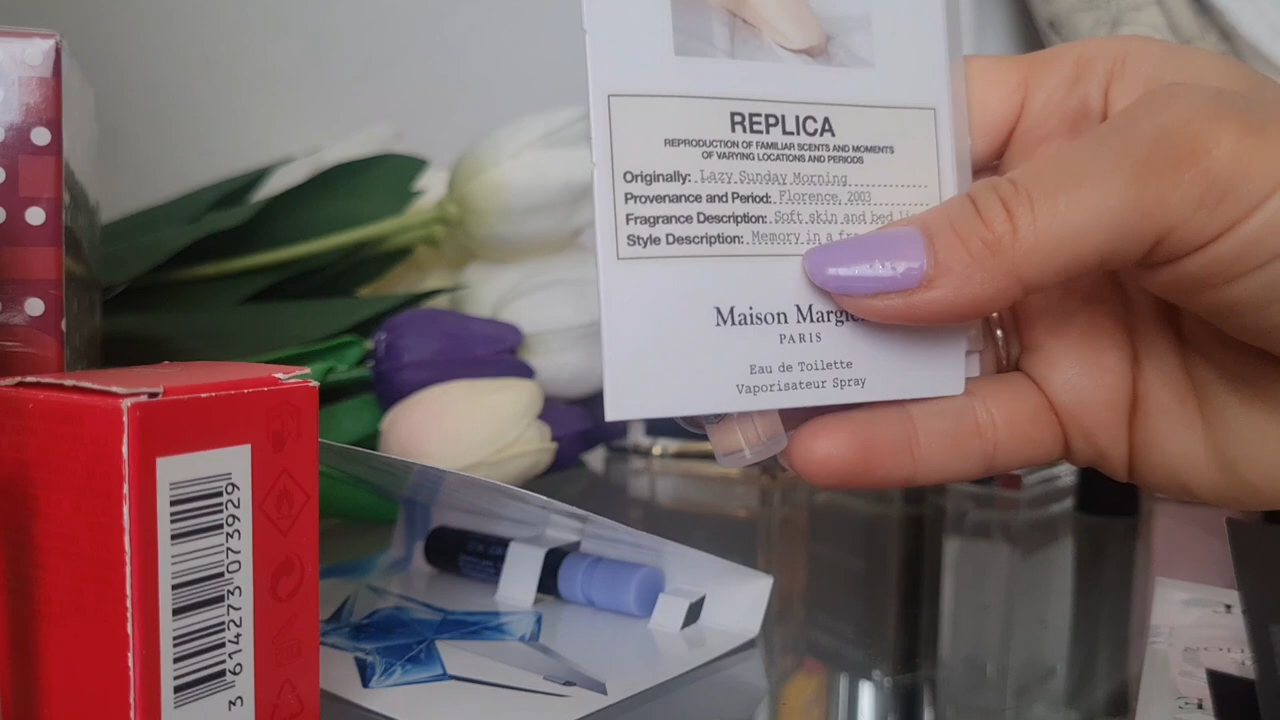 REPLICA
REPRODUCTION OF FAMILIAR SCENTS AND MOMENTS
OF VARYING LOCATIONS AND PERIODS
Originally: Lazy Sunday Morning
Provenance and Period: Florence, 2003
Fragrance Description: Soft skin and bed
Style Description: Memory in a
Maison
PARIS
Eau de Toilette
Vaporisateur Spray
3 614273 073929